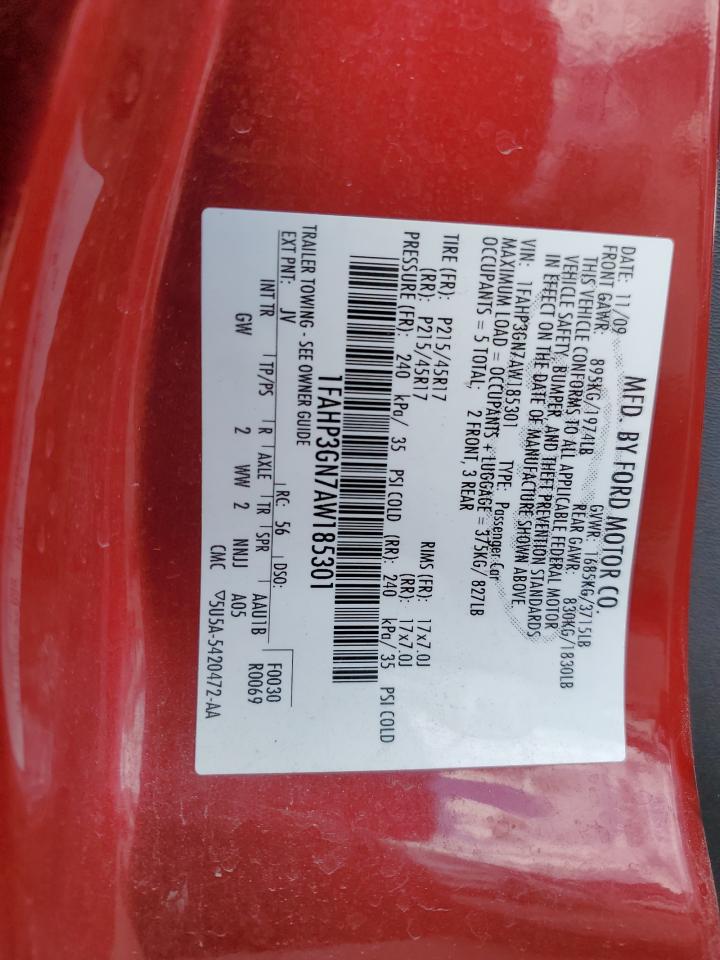 MFD. BY FORD MOTOR CO.
DATE: 11/09 GVWR: 1685KG/3715LB
FRONT GAWR: 895KG/1974LB REAR GAWR: 830KG/1830LB
THIS VEHICLE CONFORMS TO ALL APPLICABLE FEDERAL MOTOR
VEHICLE SAFETY, BUMPER, AND THEFT PREVENTION STANDARDS
IN EFFECT ON THE DATE OF MANUFACTURE SHOWN ABOVE.
VIN: 1FAHP3GN7AW185301 TYPE: Passenger Car
MAXIMUM LOAD = OCCUPANTS + LUGGAGE = 375KG/ 827LB
OCCUPANTS = 5 TOTAL; 2 FRONT, 3 REAR
TIRE (FR): P215/45R17 RIMS (FR): 17x7.0J
(RR): P215/45R17 (RR): 17x7.0J
PRESSURE (FR): 240 kPa/ 35 PSI COLD (RR): 240 kPa/ 35 PSI COLD
1FAHP3GN7AW185301
TRAILER TOWING - SEE OWNER GUIDE
EXT PNT: JV RC: 56 DSO: F0030
INT TR TP/PS R AXLE TR SPR AAU1B R0069
GW 2 WW 2 NNJJ A05
CMC ▽5U5A-5420472-AA